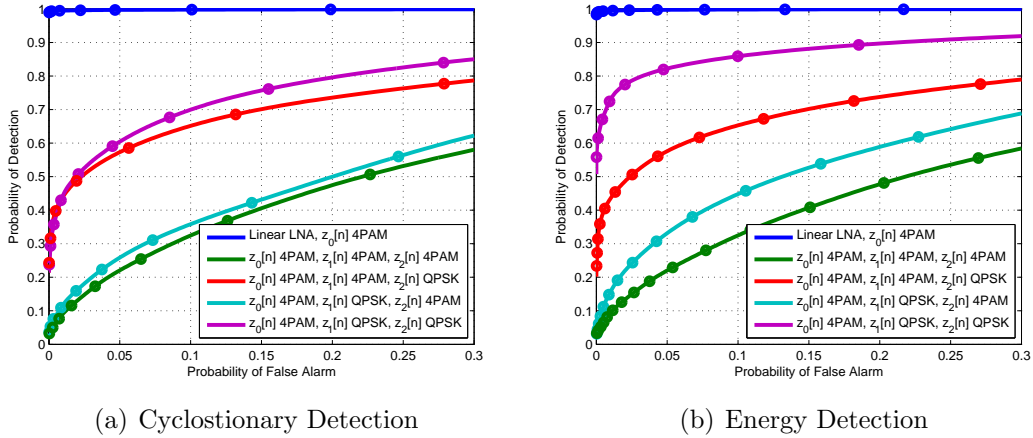 1
0.9
0.8
0.7
0.6
0.5
0.4
0.3
0.2
0.1
0
Probability of Detection
Linear LNA, z0[n] 4PAM
z0[n] 4PAM, z1[n] 4PAM, z2[n] 4PAM
z0[n] 4PAM, z1[n] 4PAM, z2[n] QPSK
z0[n] 4PAM, z1[n] QPSK, z2[n] 4PAM
z0[n] 4PAM, z1[n] QPSK, z2[n] QPSK
0 0.05 0.1 0.15 0.2 0.25 0.3
Probability of False Alarm
(a) Cyclostionary Detection
1
0.9
0.8
0.7
0.6
0.5
0.4
0.3
0.2
0.1
0
Probability of Detection
Linear LNA, z0[n] 4PAM
z0[n] 4PAM, z1[n] 4PAM, z2[n] 4PAM
z0[n] 4PAM, z1[n] 4PAM, z2[n] QPSK
z0[n] 4PAM, z1[n] QPSK, z2[n] 4PAM
z0[n] 4PAM, z1[n] QPSK, z2[n] QPSK
0 0.05 0.1 0.15 0.2 0.25 0.3
Probability of False Alarm
(b) Energy Detection